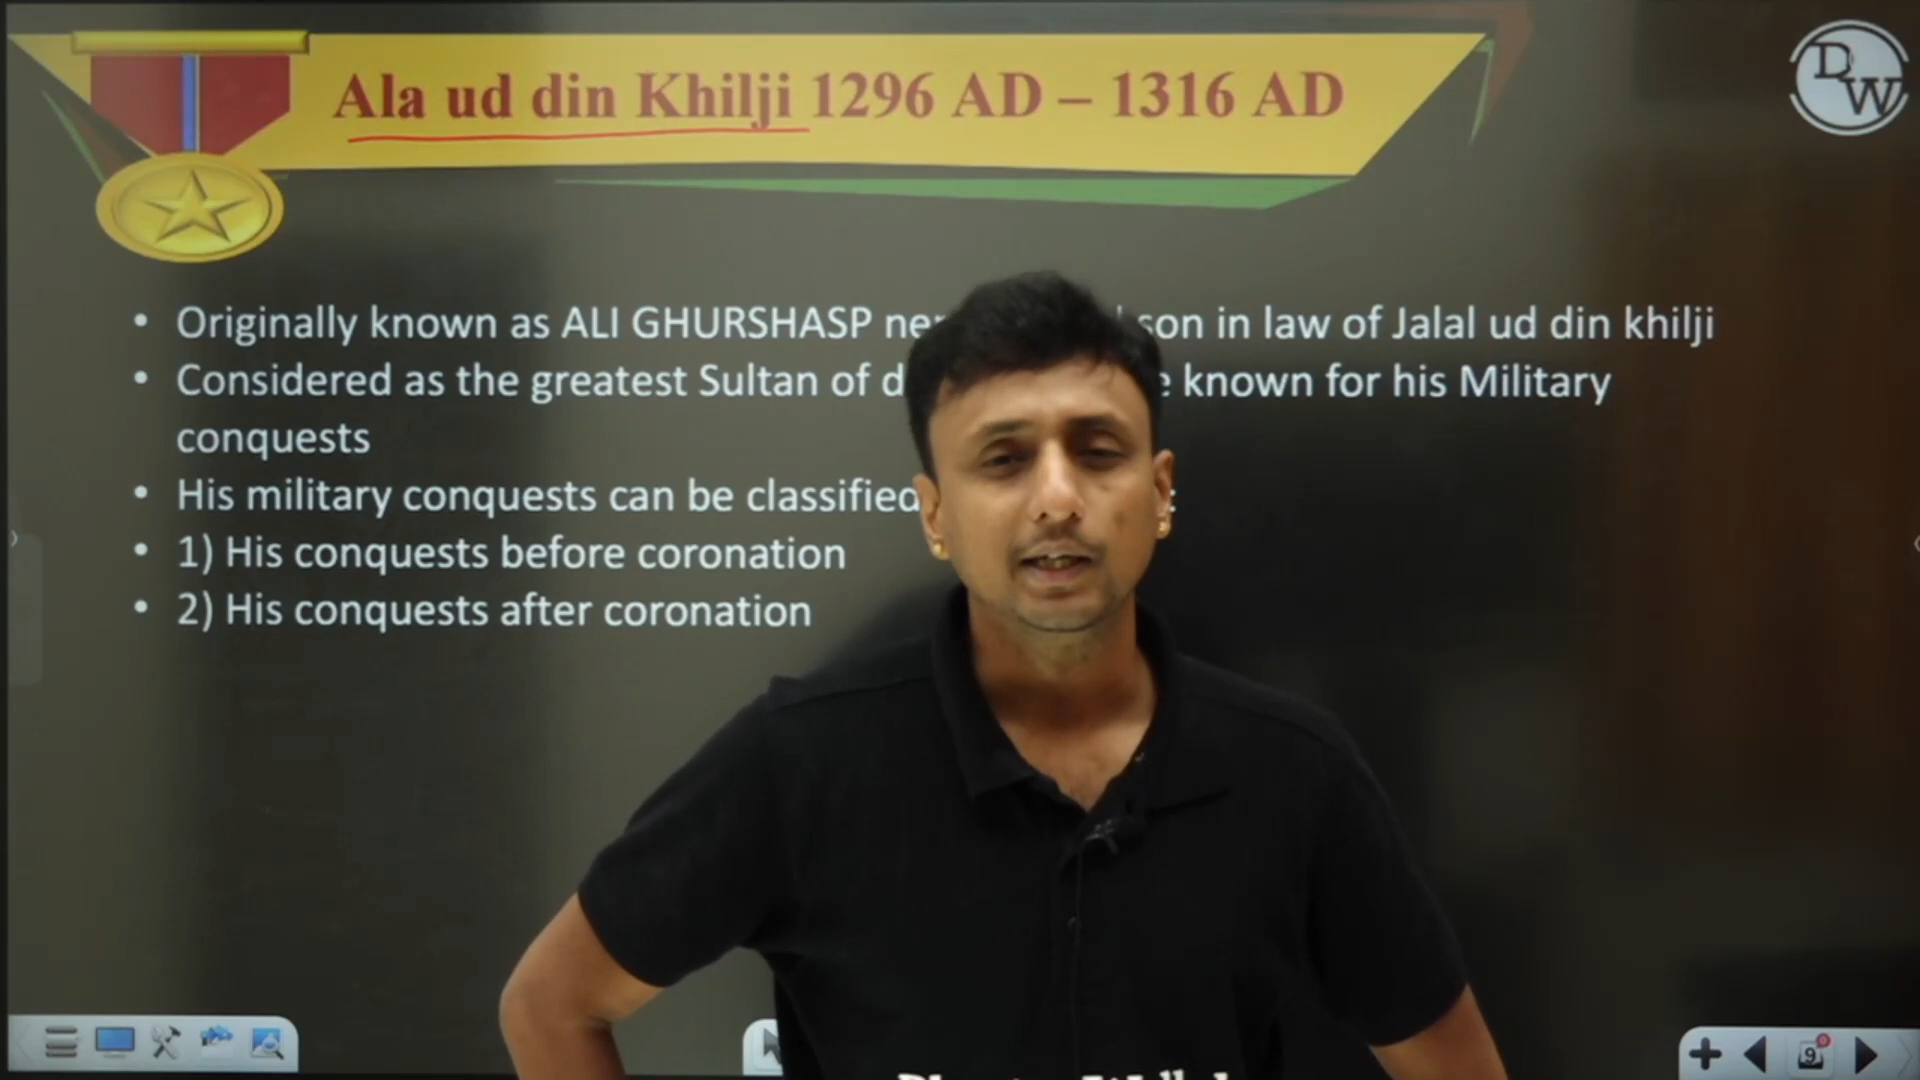 Ala ud din Khilji 1296 AD – 1316 AD
DW
• Originally known as ALI GHURSHASP son in law of Jalal ud din khilji
• Considered as the greatest Sultan of known for his Military
conquests
• His military conquests can be classified :
• 1) His conquests before coronation
• 2) His conquests after coronation
9